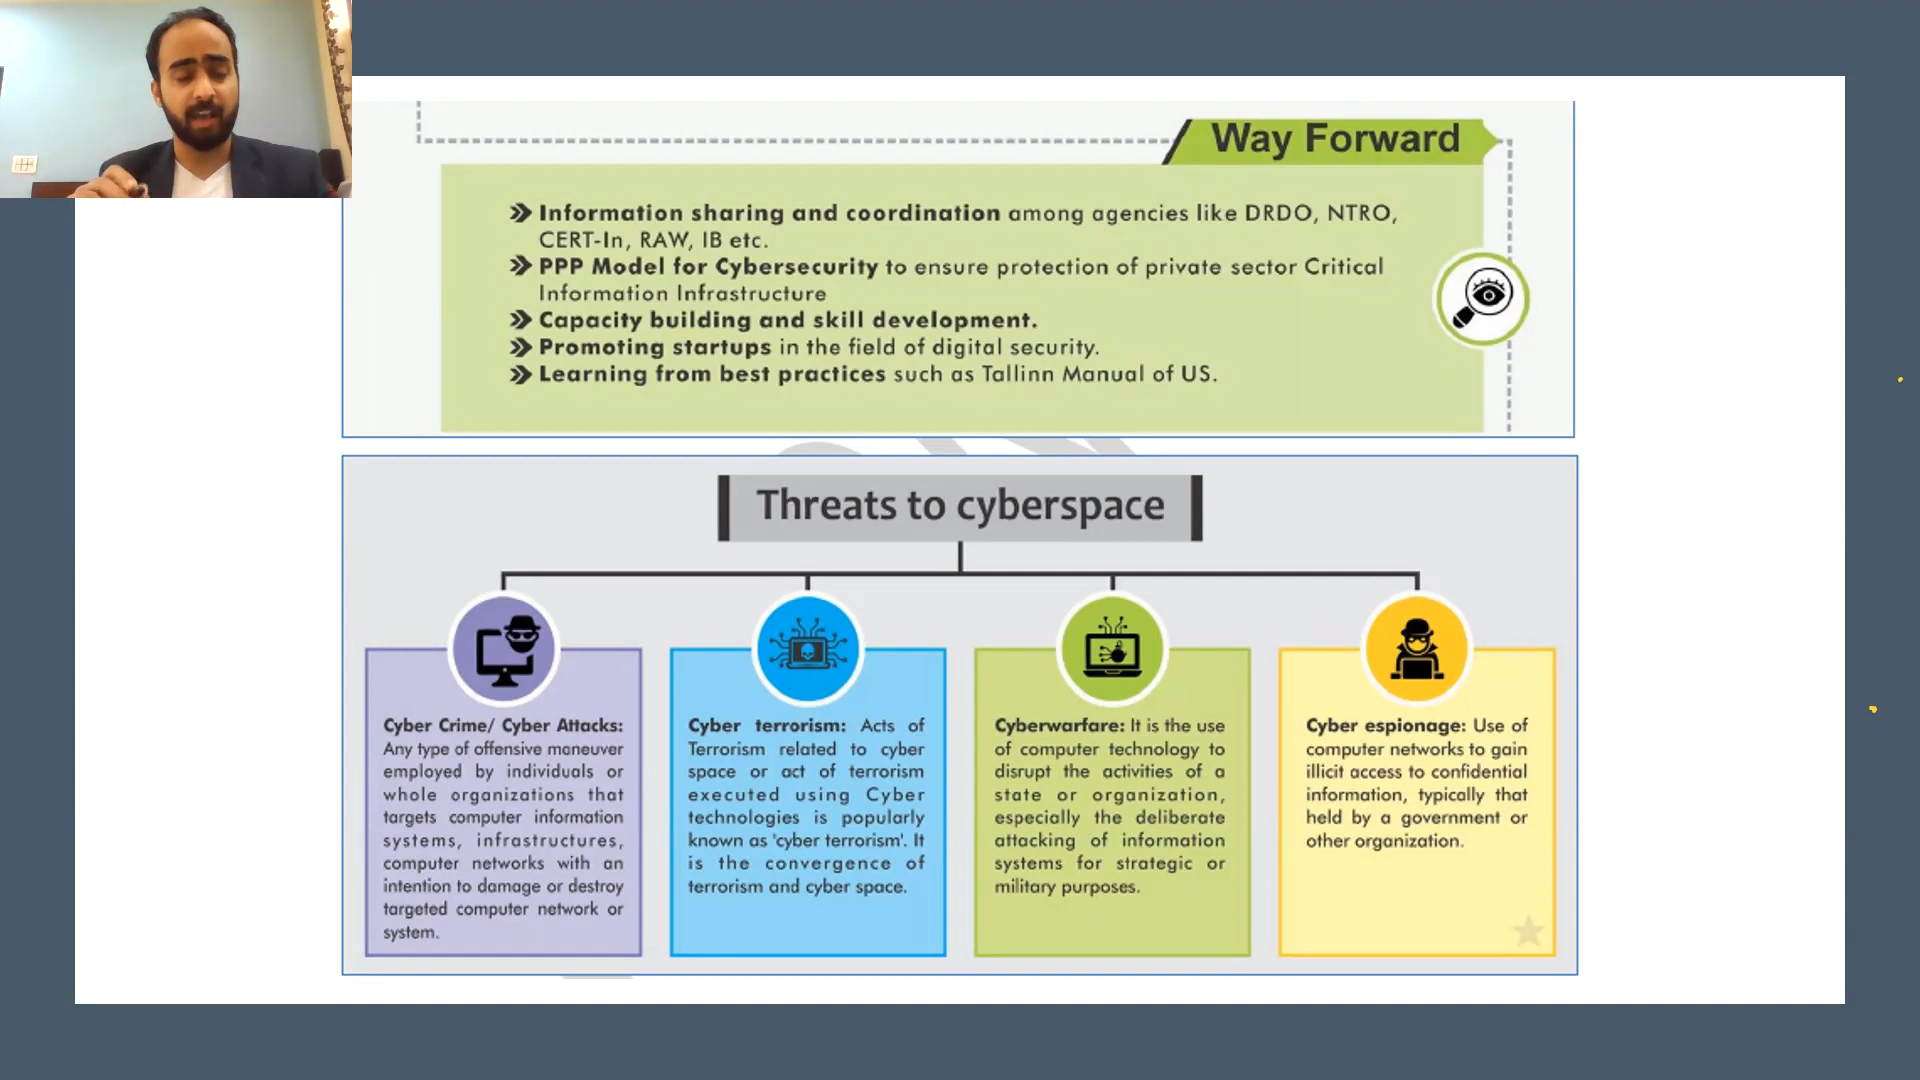 Way Forward
Information sharing and coordination among agencies like DRDO, NTRO,
CERT-In, RAW, IB etc.
PPP Model for Cybersecurity to ensure protection of private sector Critical
Information Infrastructure
Capacity building and skill development.
Promoting startups in the field of digital security.
Learning from best practices such as Tallinn Manual of US.
Threats to cyberspace
Cyber Crime/ Cyber Attacks:
Any type of offensive maneuver
employed by individuals or
whole organizations that
targets computer information
systems, infrastructures,
computer networks with an
intention to damage or destroy
targeted computer network or
system.
Cyber terrorism: Acts of
Terrorism related to cyber
space or act of terrorism
executed using Cyber
technologies is popularly
known as 'cyber terrorism'. It
is the convergence of
terrorism and cyber space.
Cyberwarfare: It is the use
of computer technology to
disrupt the activities of a
state or organization,
especially the deliberate
attacking of information
systems for strategic or
military purposes.
Cyber espionage: Use of
computer networks to gain
illicit access to confidential
information, typically that
held by a government or
other organization.